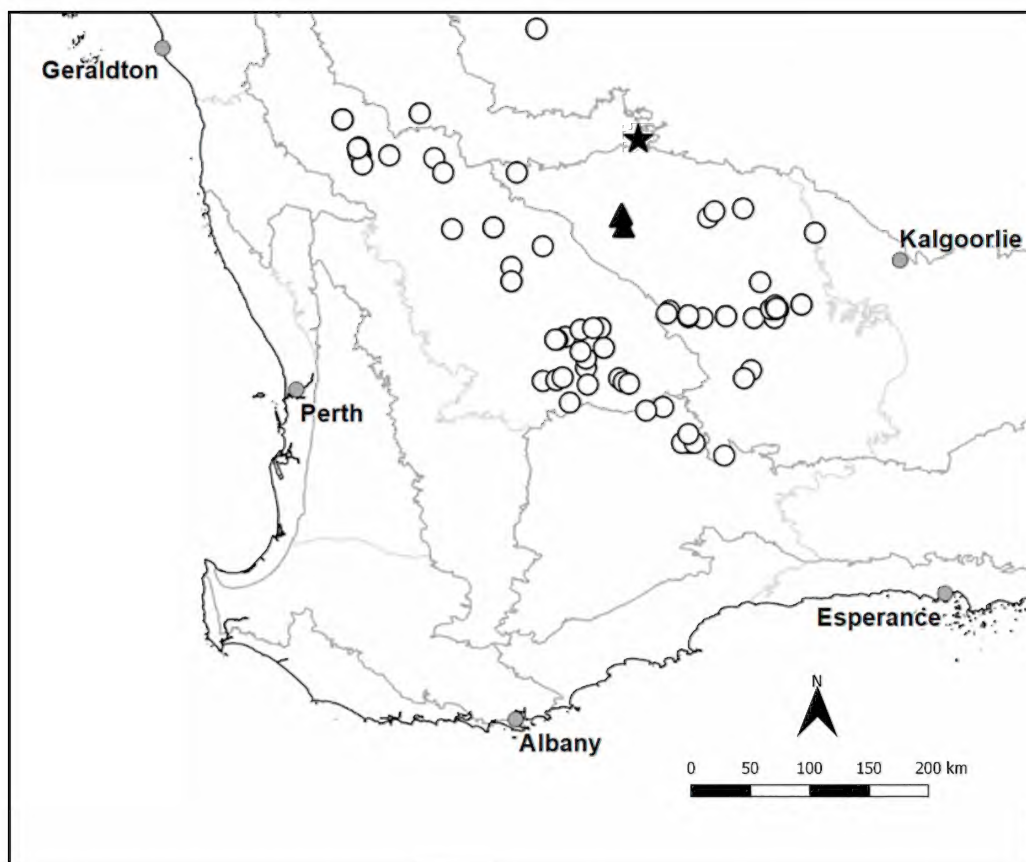 Geraldton
Kalgoorlie
Perth
Esperance
N
Albany
0 50 100 150 200 km